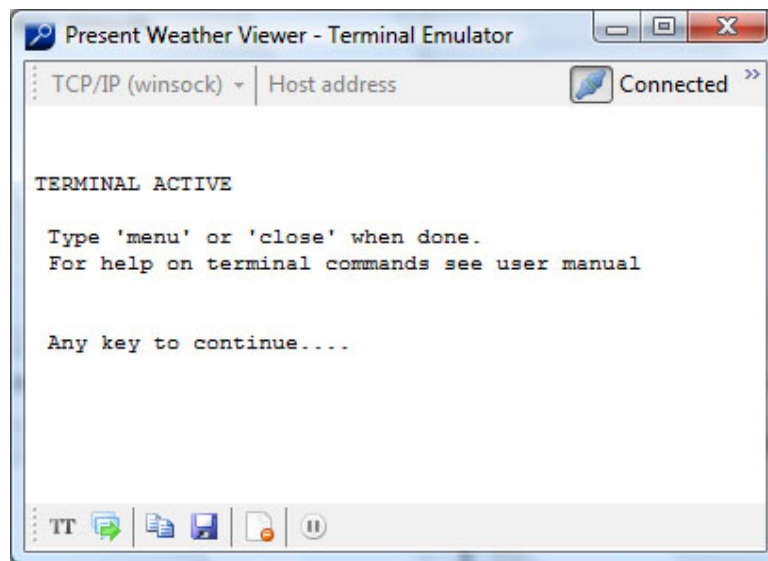 Present Weather Viewer - Terminal Emulator
TCP/IP (winsock) Host address Connected »
TERMINAL ACTIVE
Type 'menu' or 'close' when done.
For help on terminal commands see user manual
Any key to continue....
TT